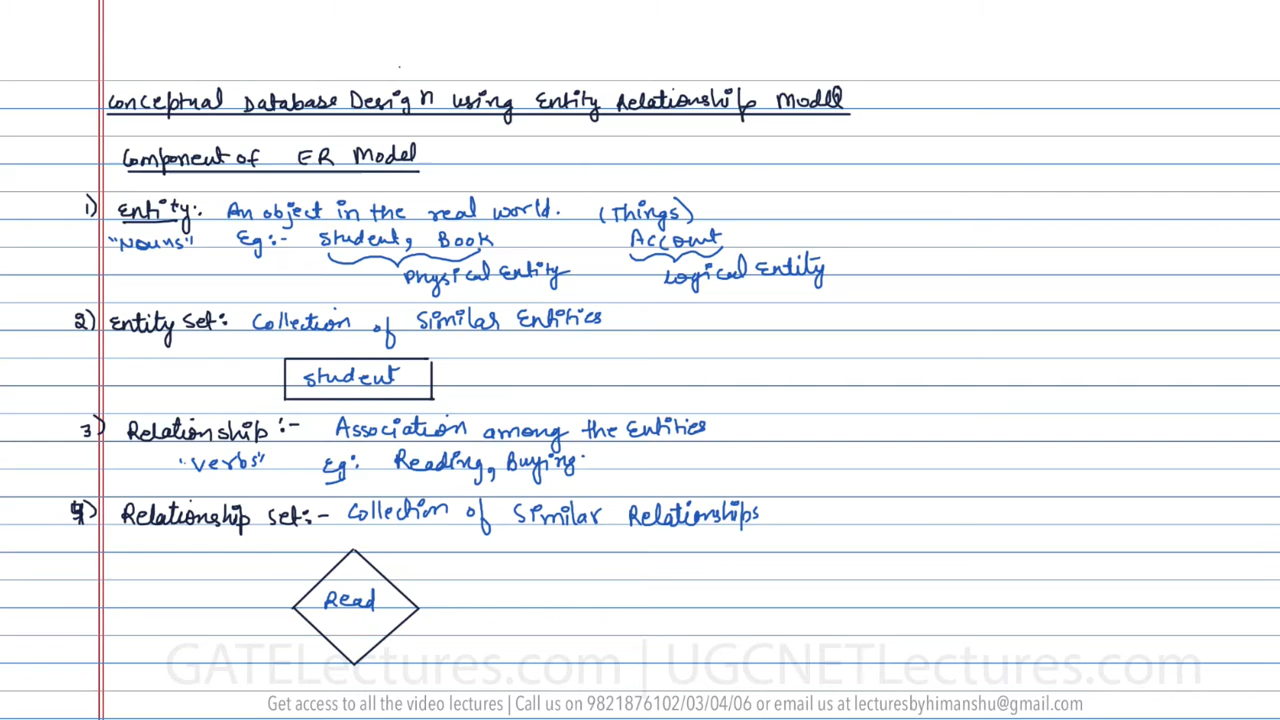 Conceptual Database Design using Entity Relationship Model
Component of ER Model
1) Entity:- An object in the real world. (Things)
"Nouns" Eg:- Student, Book Account
Physical Entity Logical Entity
2) Entity Set: Collection of Similar Entities
Student
3) Relationship:- Association among the Entities
"Verbs" Eg: Reading, Buying.
4) Relationship set:- Collection of Similar Relationships
Read
GATELectures.com | UGCNETLectures.com
Get access to all the video lectures | Call us on 9821876102/03/04/06 or email us at lecturesbyhimanshu@gmail.com